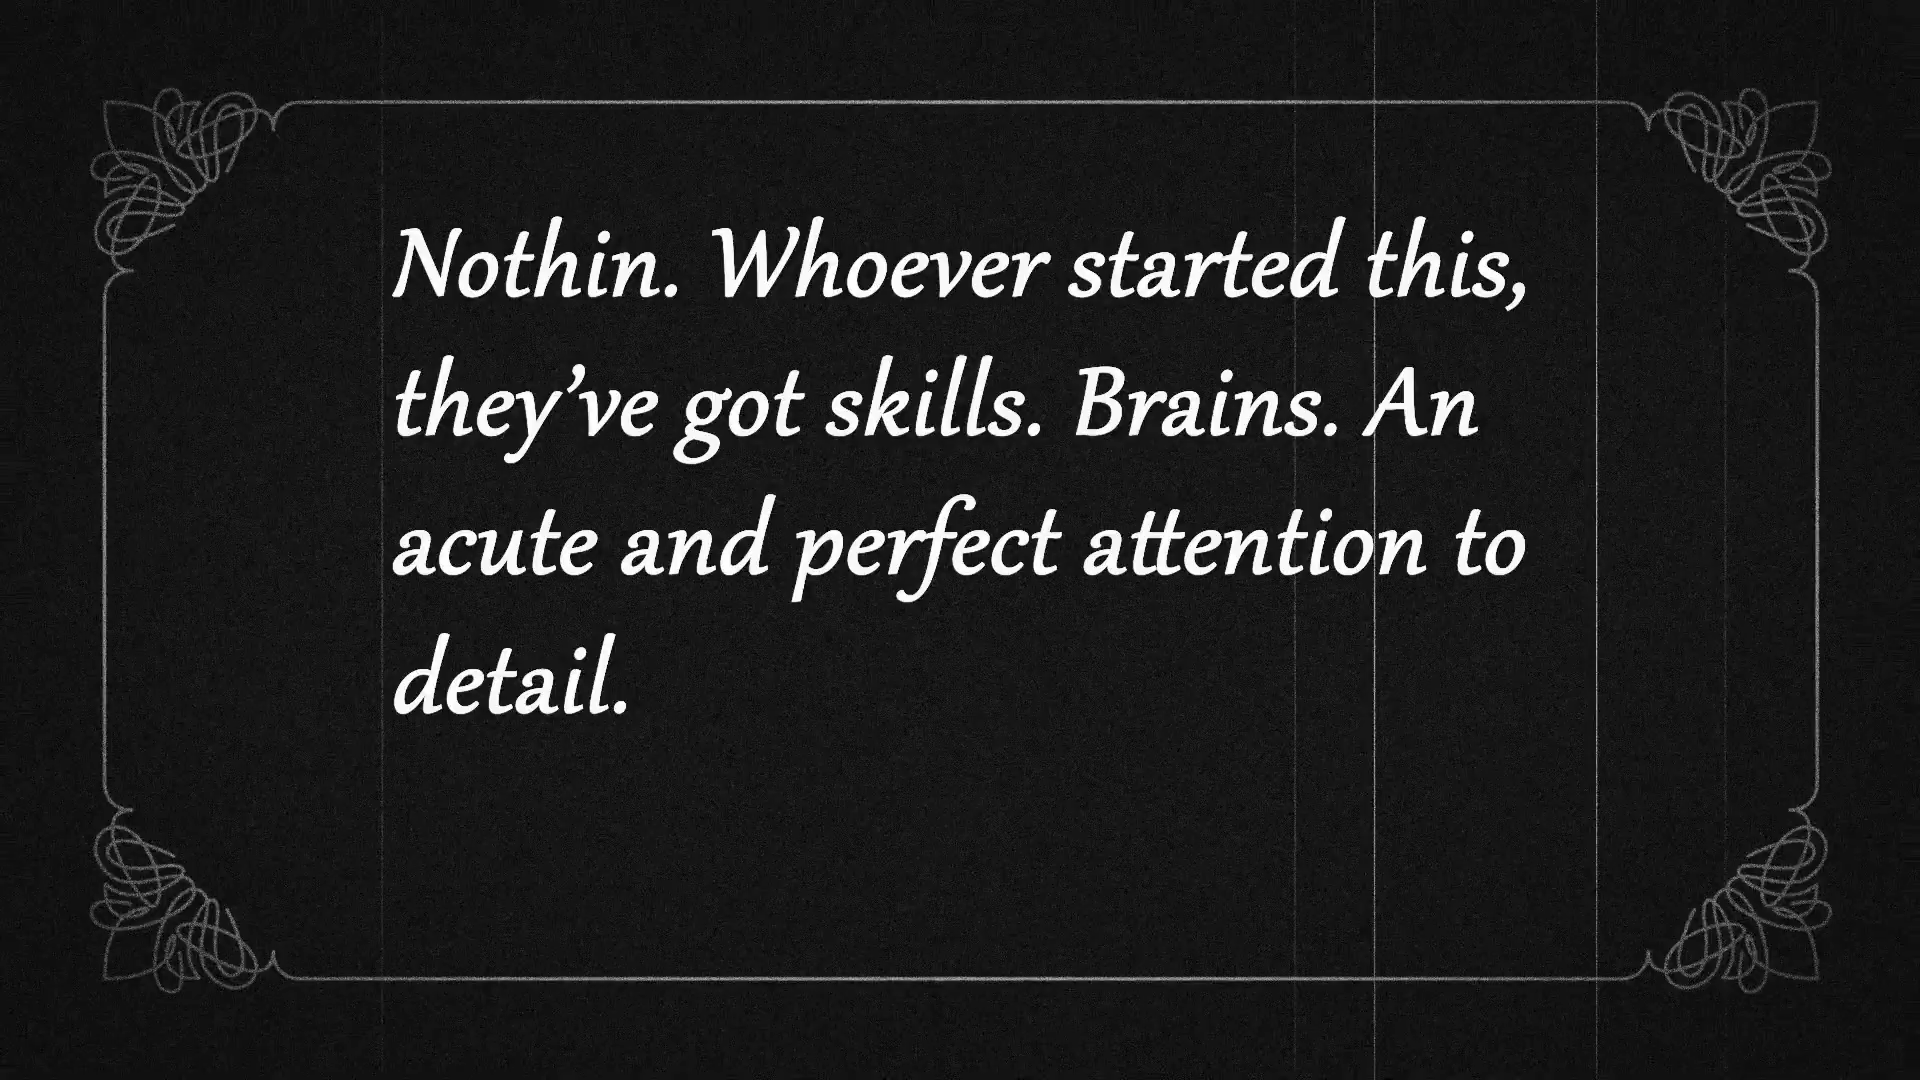 Nothin. Whoever started this,
they’ve got skills. Brains. An
acute and perfect attention to
detail.